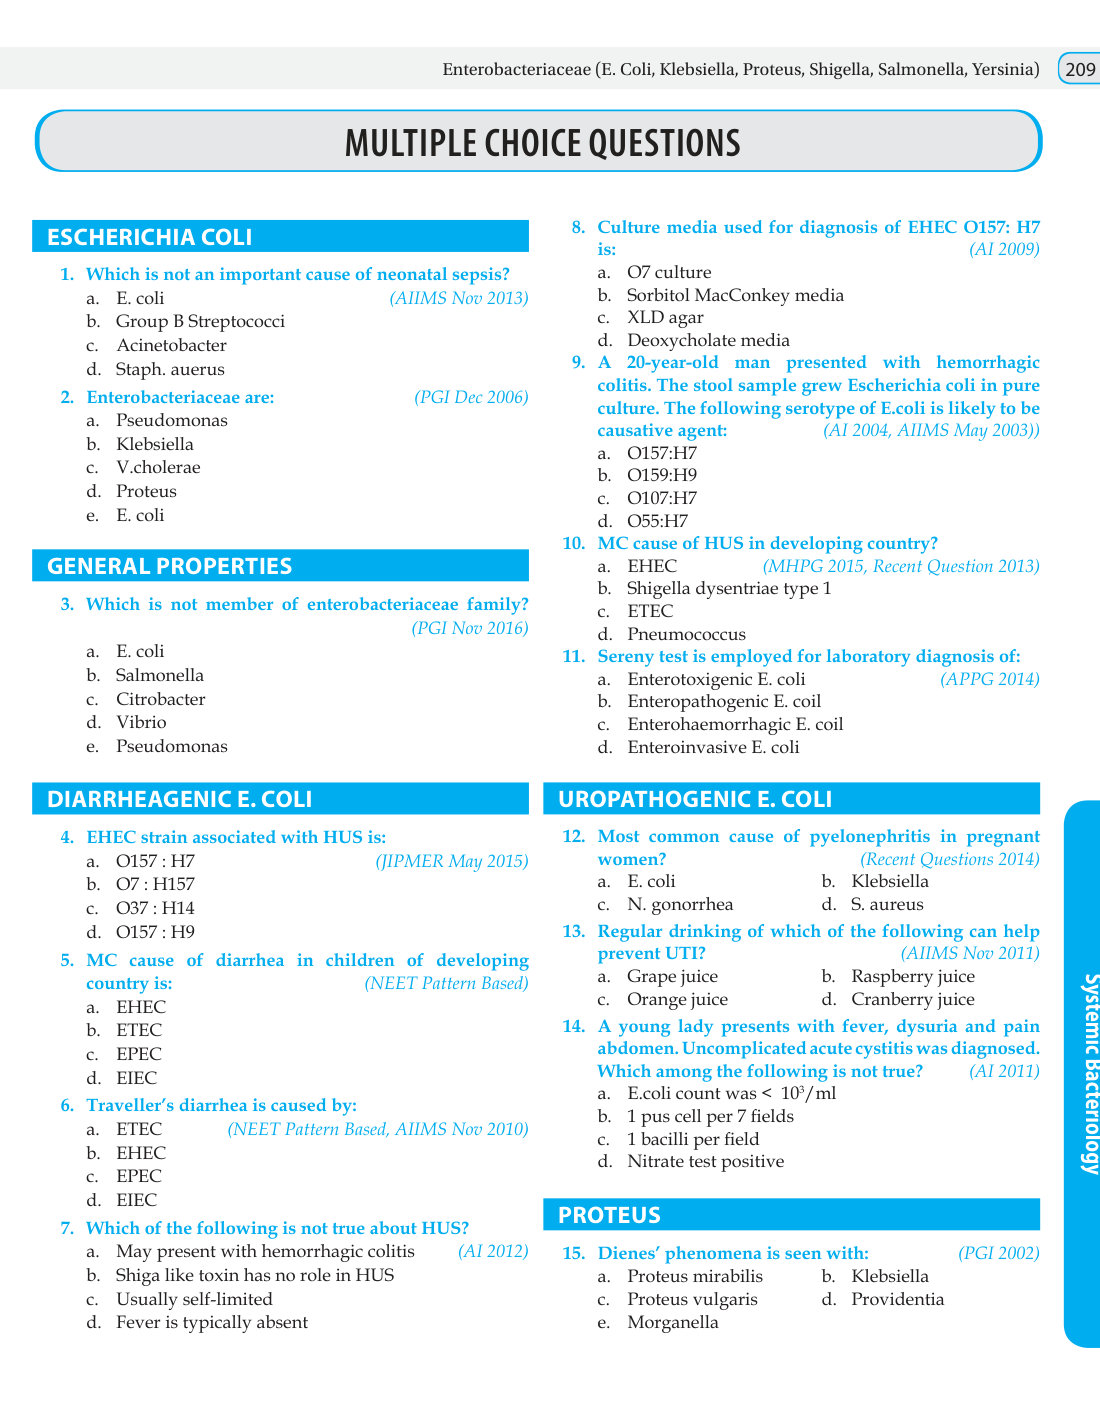 Enterobacteriaceae (E. Coli, Klebsiella, Proteus, Shigella, Salmonella, Yersinia) 209
MULTIPLE CHOICE QUESTIONS
ESCHERICHIA COLI
1. Which is not an important cause of neonatal sepsis?
a. E. coli (AIIMS Nov 2013)
b. Group B Streptococci
c. Acinetobacter
d. Staph. auerus
2. Enterobacteriaceae are: (PGI Dec 2006)
a. Pseudomonas
b. Klebsiella
c. V.cholerae
d. Proteus
e. E. coli
GENERAL PROPERTIES
3. Which is not member of enterobacteriaceae family?
(PGI Nov 2016)
a. E. coli
b. Salmonella
c. Citrobacter
d. Vibrio
e. Pseudomonas
DIARRHEAGENIC E. COLI
4. EHEC strain associated with HUS is:
a. O157 : H7 (JIPMER May 2015)
b. O7 : H157
c. O37 : H14
d. O157 : H9
5. MC cause of diarrhea in children of developing
country is: (NEET Pattern Based)
a. EHEC
b. ETEC
c. EPEC
d. EIEC
6. Traveller's diarrhea is caused by:
a. ETEC (NEET Pattern Based, AIIMS Nov 2010)
b. EHEC
c. EPEC
d. EIEC
7. Which of the following is not true about HUS?
a. May present with hemorrhagic colitis (AI 2012)
b. Shiga like toxin has no role in HUS
c. Usually self-limited
d. Fever is typically absent
8. Culture media used for diagnosis of EHEC O157: H7
is: (AI 2009)
a. O7 culture
b. Sorbitol MacConkey media
c. XLD agar
d. Deoxycholate media
9. A 20-year-old man presented with hemorrhagic
colitis. The stool sample grew Escherichia coli in pure
culture. The following serotype of E.coli is likely to be
causative agent: (AI 2004, AIIMS May 2003))
a. O157:H7
b. O159:H9
c. O107:H7
d. O55:H7
10. MC cause of HUS in developing country?
a. EHEC (MHPG 2015, Recent Question 2013)
b. Shigella dysentriae type 1
c. ETEC
d. Pneumococcus
11. Sereny test is employed for laboratory diagnosis of:
a. Enterotoxigenic E. coli (APPG 2014)
b. Enteropathogenic E. coil
c. Enterohaemorrhagic E. coil
d. Enteroinvasive E. coli
UROPATHOGENIC E. COLI
12. Most common cause of pyelonephritis in pregnant
women? (Recent Questions 2014)
a. E. coli b. Klebsiella
c. N. gonorrhea d. S. aureus
13. Regular drinking of which of the following can help
prevent UTI? (AIIMS Nov 2011)
a. Grape juice b. Raspberry juice
c. Orange juice d. Cranberry juice
14. A young lady presents with fever, dysuria and pain
abdomen. Uncomplicated acute cystitis was diagnosed.
Which among the following is not true? (AI 2011)
a. E.coli count was < 10³/ml
b. 1 pus cell per 7 fields
c. 1 bacilli per field
d. Nitrate test positive
PROTEUS
15. Dienes' phenomena is seen with: (PGI 2002)
a. Proteus mirabilis b. Klebsiella
c. Proteus vulgaris d. Providentia
e. Morganella
Systemic Bacteriology